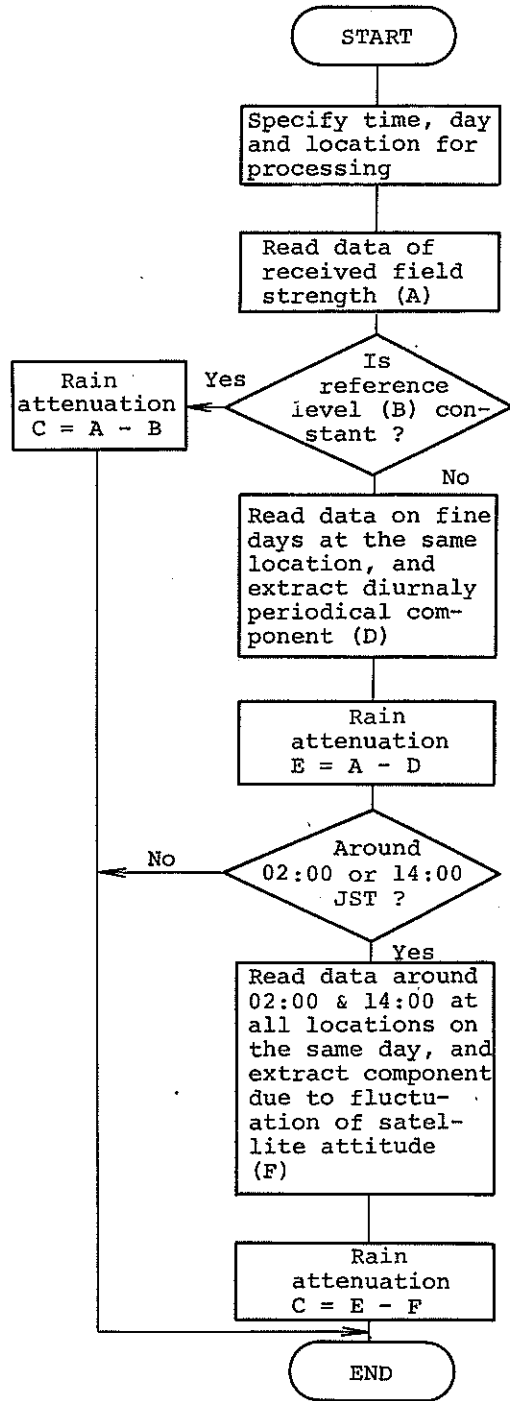 START
Specify time, day
and location for
processing
Read data of
received field
strength (A)
Is
reference
level (B) con-
stant ?
Yes
Rain
attenuation
C = A - B
No
Read data on fine
days at the same
location, and
extract diurnaly
periodical com-
ponent (D)
Rain
attenuation
E = A - D
Around
02:00 or 14:00
JST ?
No
Yes
Read data around
02:00 & 14:00 at
all locations on
the same day, and
extract component
due to fluctu-
ation of satel-
lite attitude
(F)
Rain
attenuation
C = E - F
END